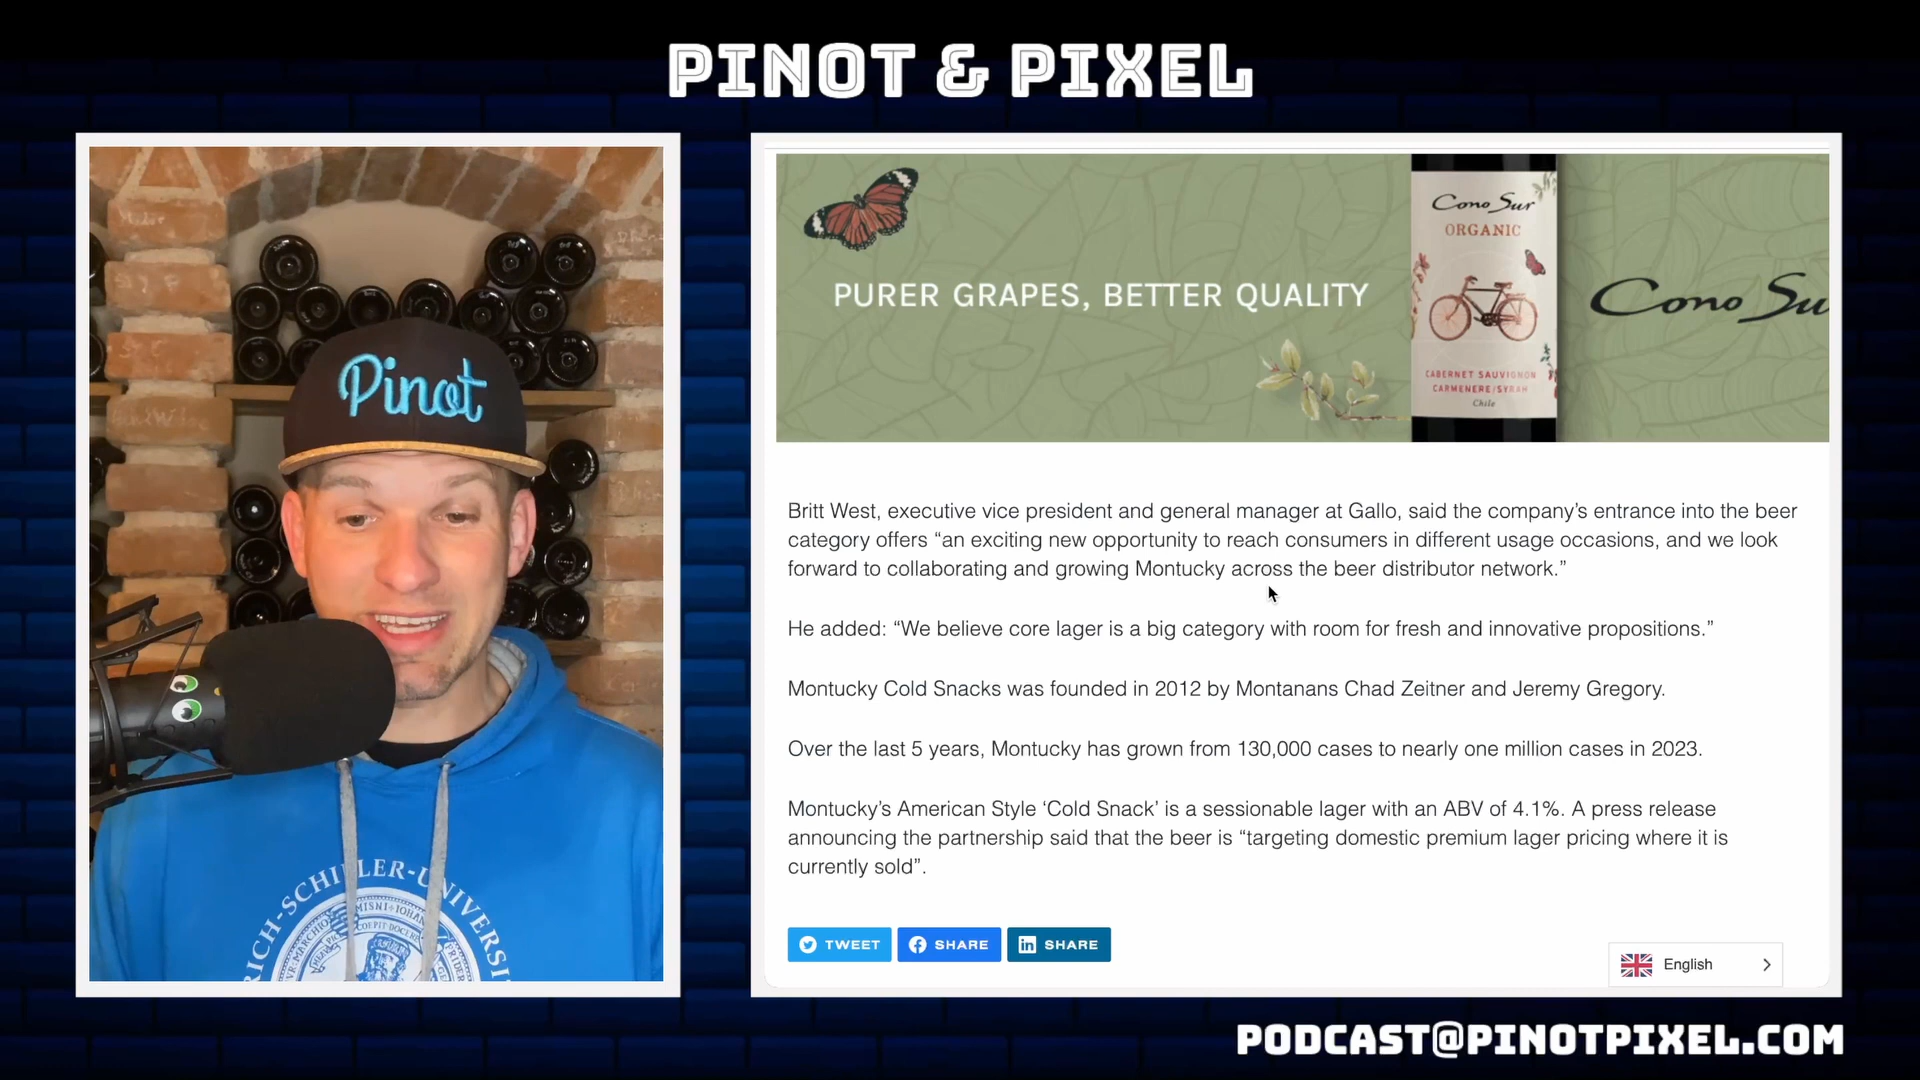 PINOT & PIXEL
Pinot
RICH-SCHILLER-UNIVERSI
COEPIT DOCE
Cono Sur
ORGANIC
PURER GRAPES, BETTER QUALITY
Cono Su
CABERNET SAUVIGNON
CARMENERE/SYRAH
Chile
Britt West, executive vice president and general manager at Gallo, said the company’s entrance into the beer
category offers “an exciting new opportunity to reach consumers in different usage occasions, and we look
forward to collaborating and growing Montucky across the beer distributor network.”
He added: “We believe core lager is a big category with room for fresh and innovative propositions.”
Montucky Cold Snacks was founded in 2012 by Montanans Chad Zeitner and Jeremy Gregory.
Over the last 5 years, Montucky has grown from 130,000 cases to nearly one million cases in 2023.
Montucky’s American Style ‘Cold Snack’ is a sessionable lager with an ABV of 4.1%. A press release
announcing the partnership said that the beer is “targeting domestic premium lager pricing where it is
currently sold”.
TWEET SHARE SHARE
English
PODCAST@PINOTPIXEL.COM